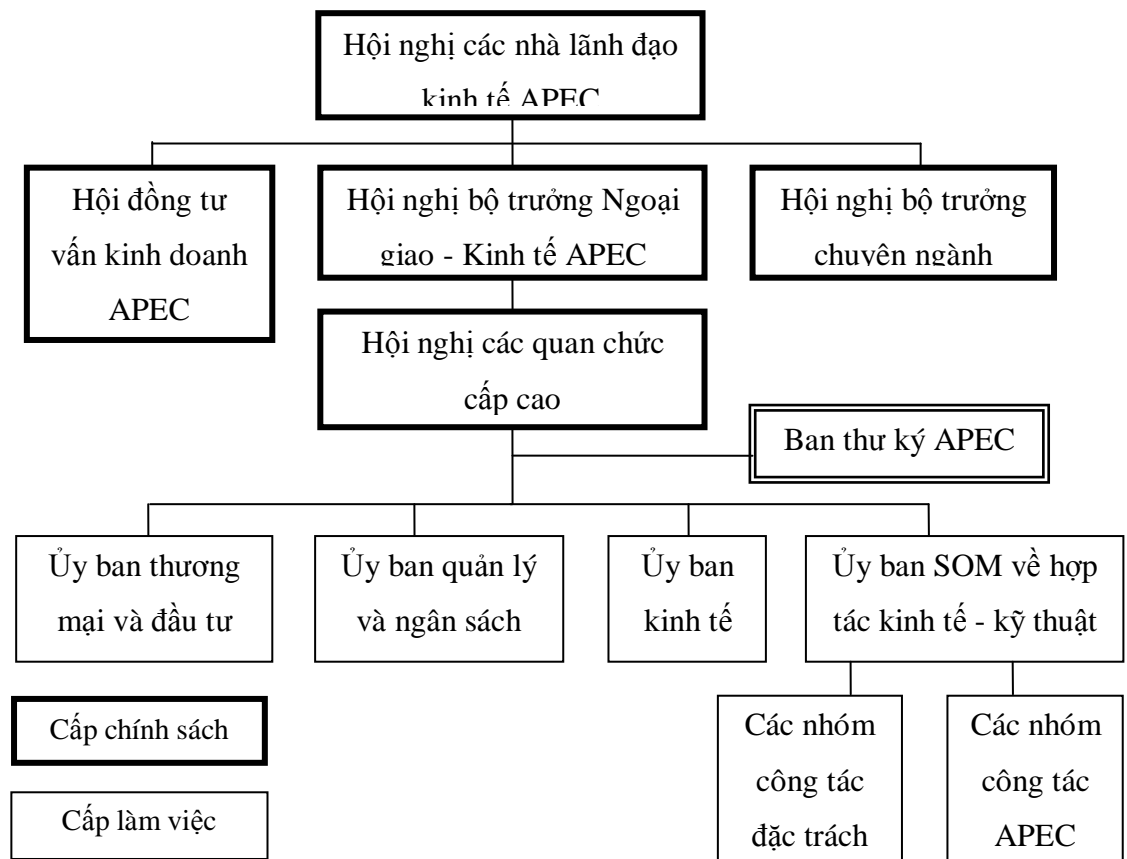 Hội nghị các nhà lãnh đạo
kinh tế APEC
Hội đồng tư
vấn kinh doanh
APEC
Hội nghị bộ trưởng Ngoại
giao - Kinh tế APEC
Hội nghị bộ trưởng
chuyên ngành
Hội nghị các quan chức
cấp cao
Ban thư ký APEC
Ủy ban thương
mại và đầu tư
Ủy ban quản lý
và ngân sách
Ủy ban
kinh tế
Ủy ban SOM về hợp
tác kinh tế - kỹ thuật
Cấp chính sách
Cấp làm việc
Các nhóm
công tác
đặc trách
Các nhóm
công tác
APEC